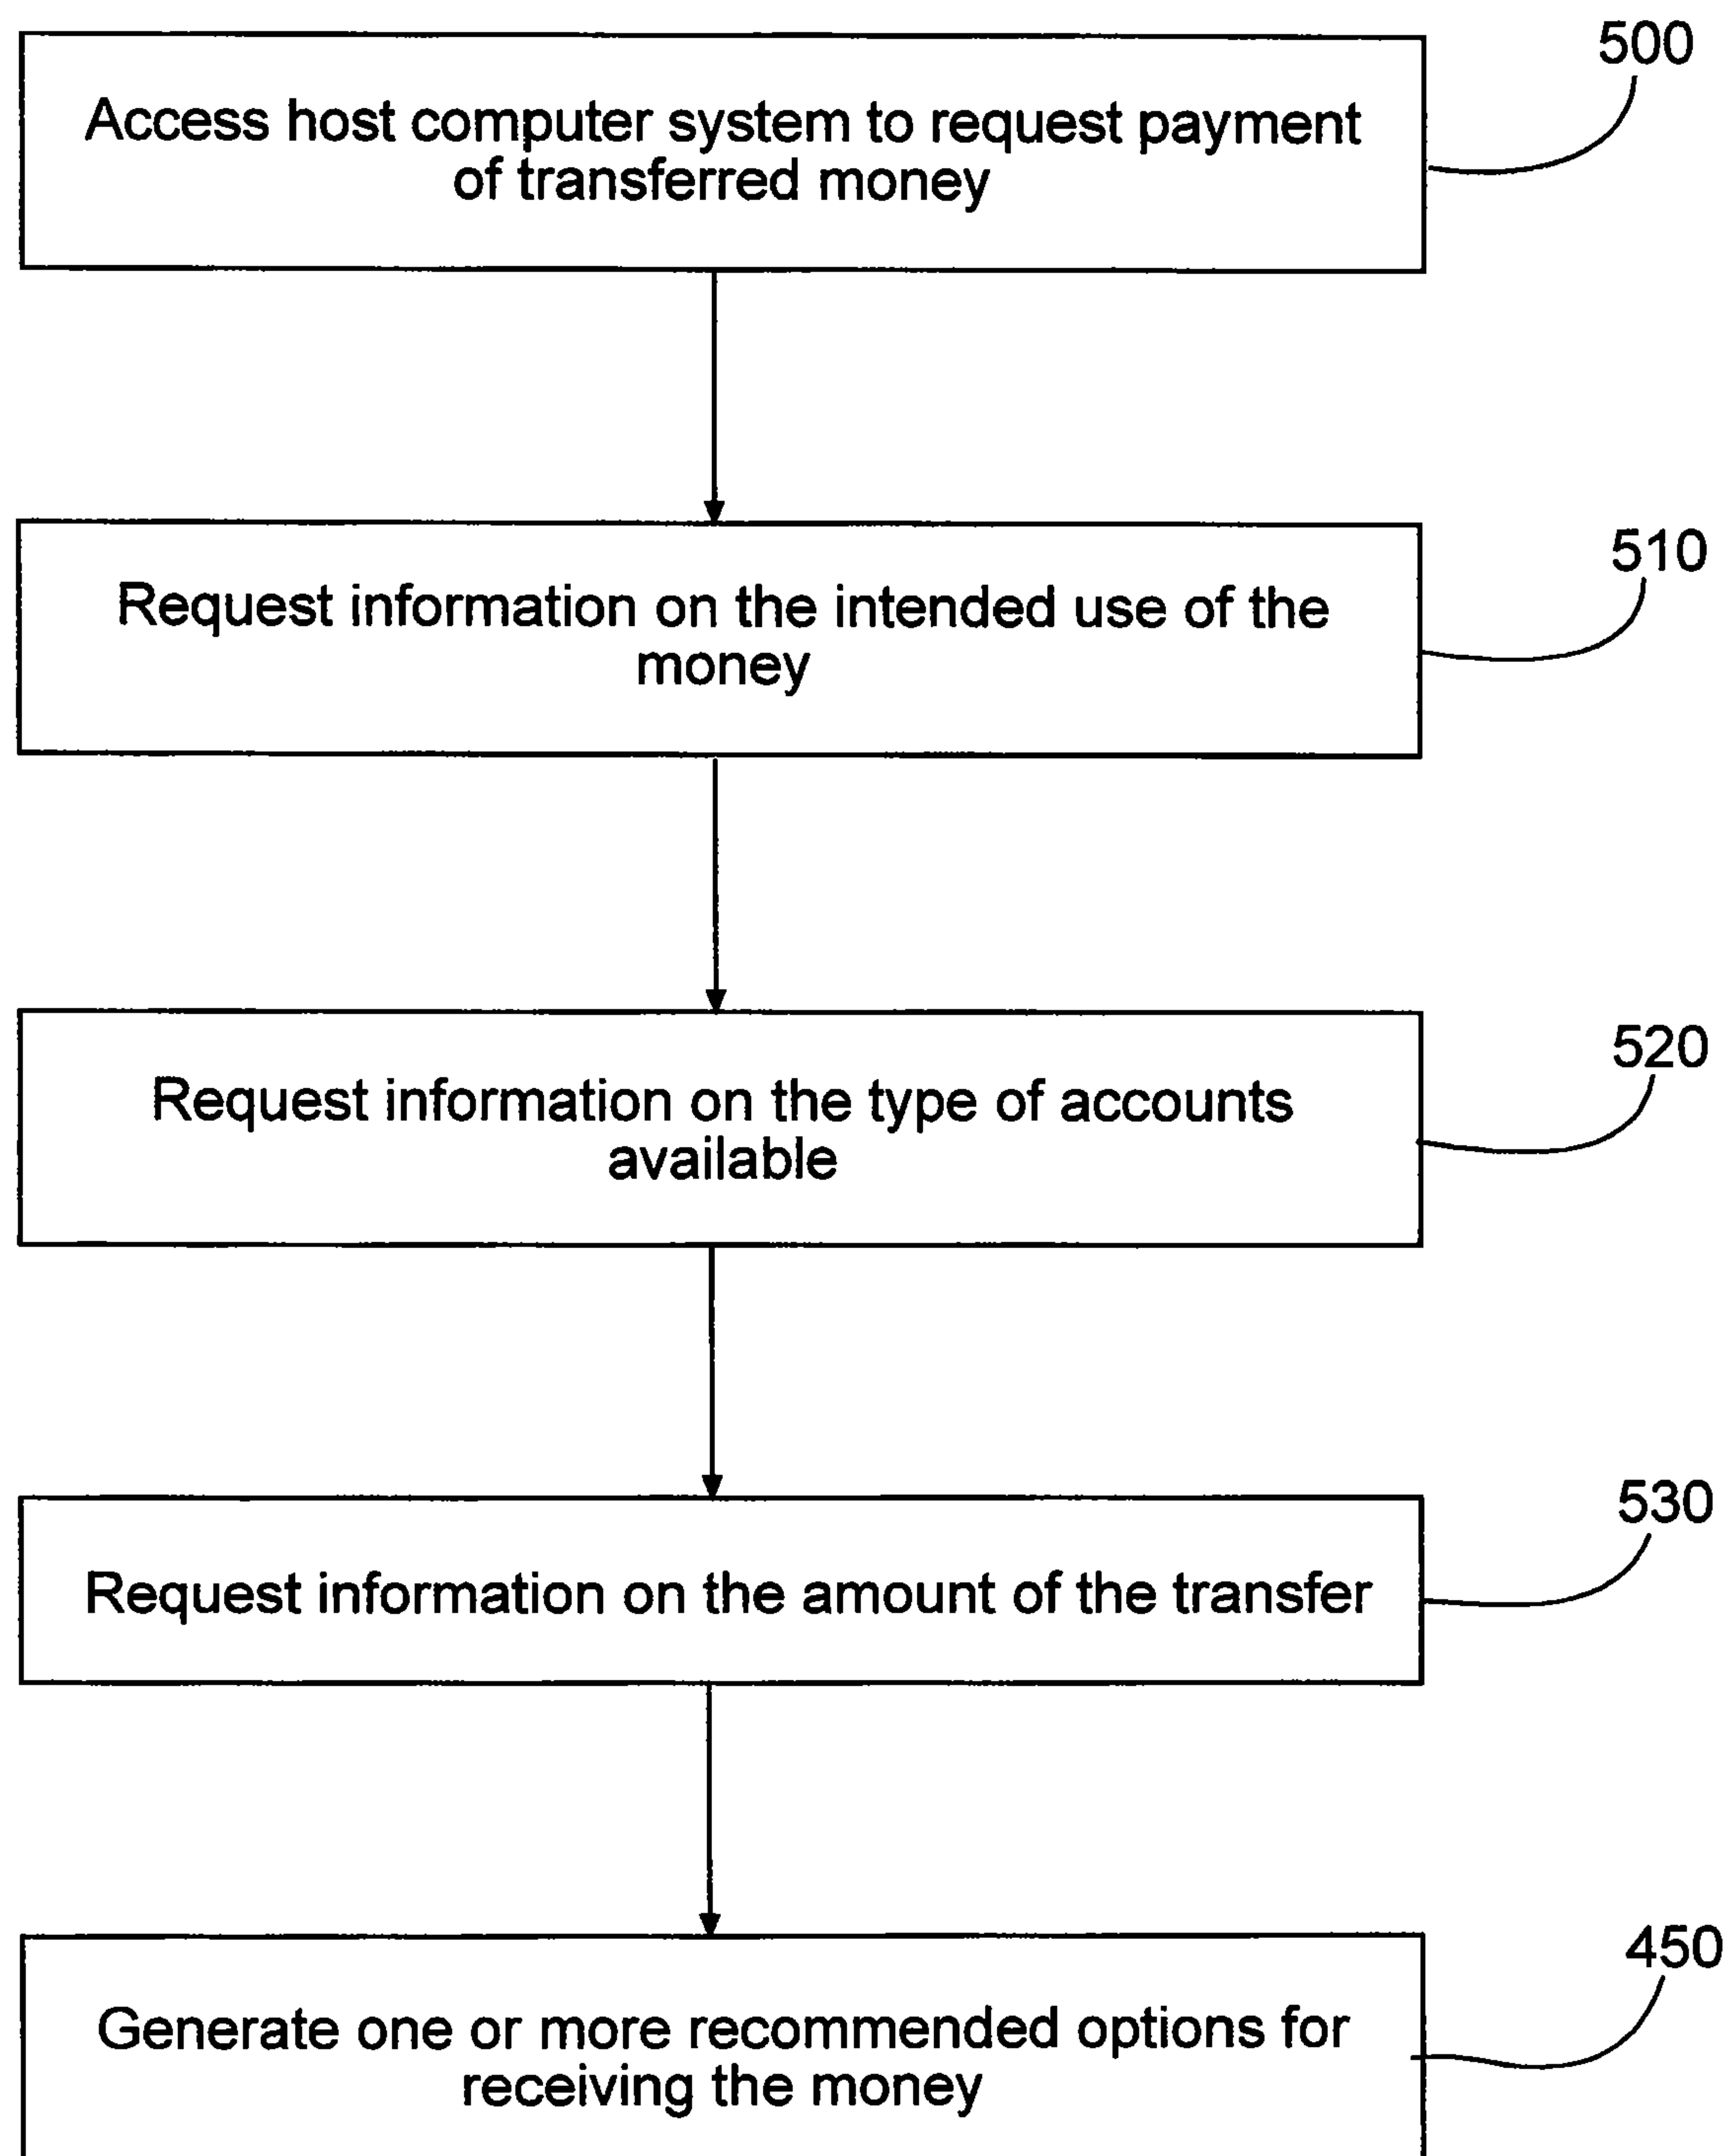 500
Access host computer system to request payment
of transferred money
510
Request information on the intended use of the
money
520
Request information on the type of accounts
available
530
Request information on the amount of the transfer
450
Generate one or more recommended options for
receiving the money